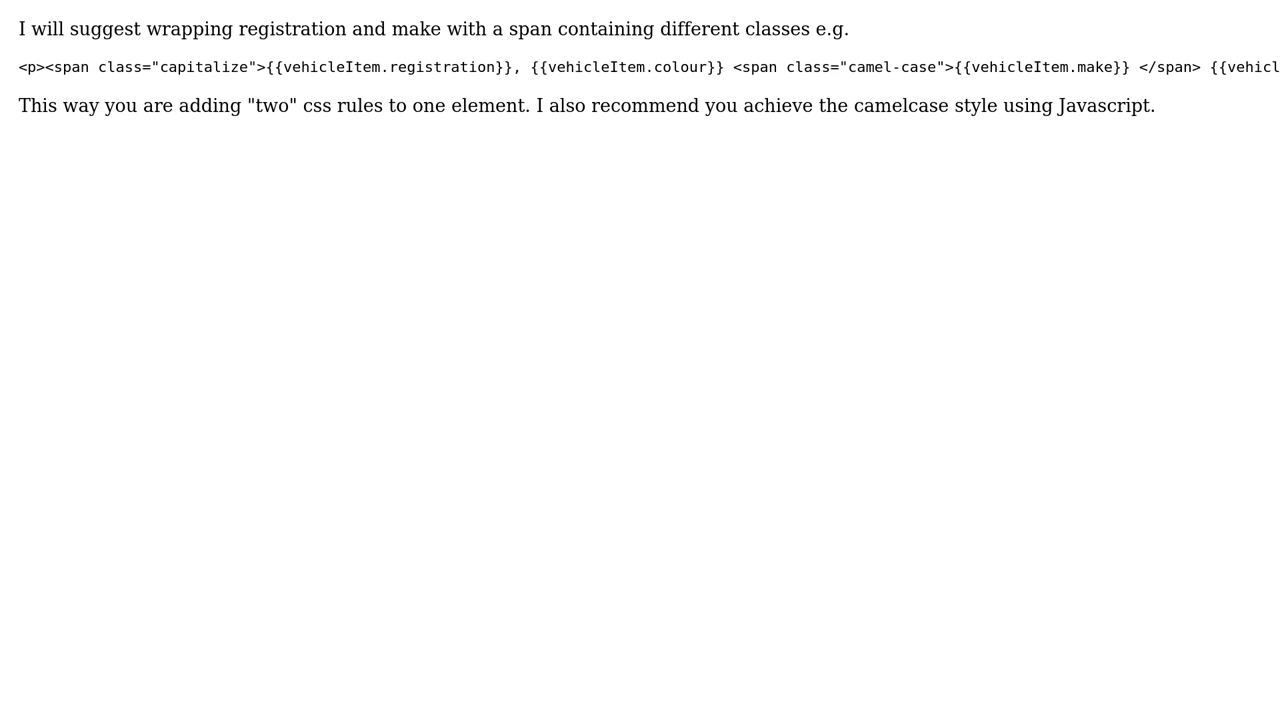 I will suggest wrapping registration and make with a span containing different classes e.g.
<p><span class="capitalize">{{vehicleItem.registration}}, {{vehicleItem.colour}} <span class="camel-case">{{vehicleItem.make}} </span> {{vehicl
This way you are adding "two" css rules to one element. I also recommend you achieve the camelcase style using Javascript.